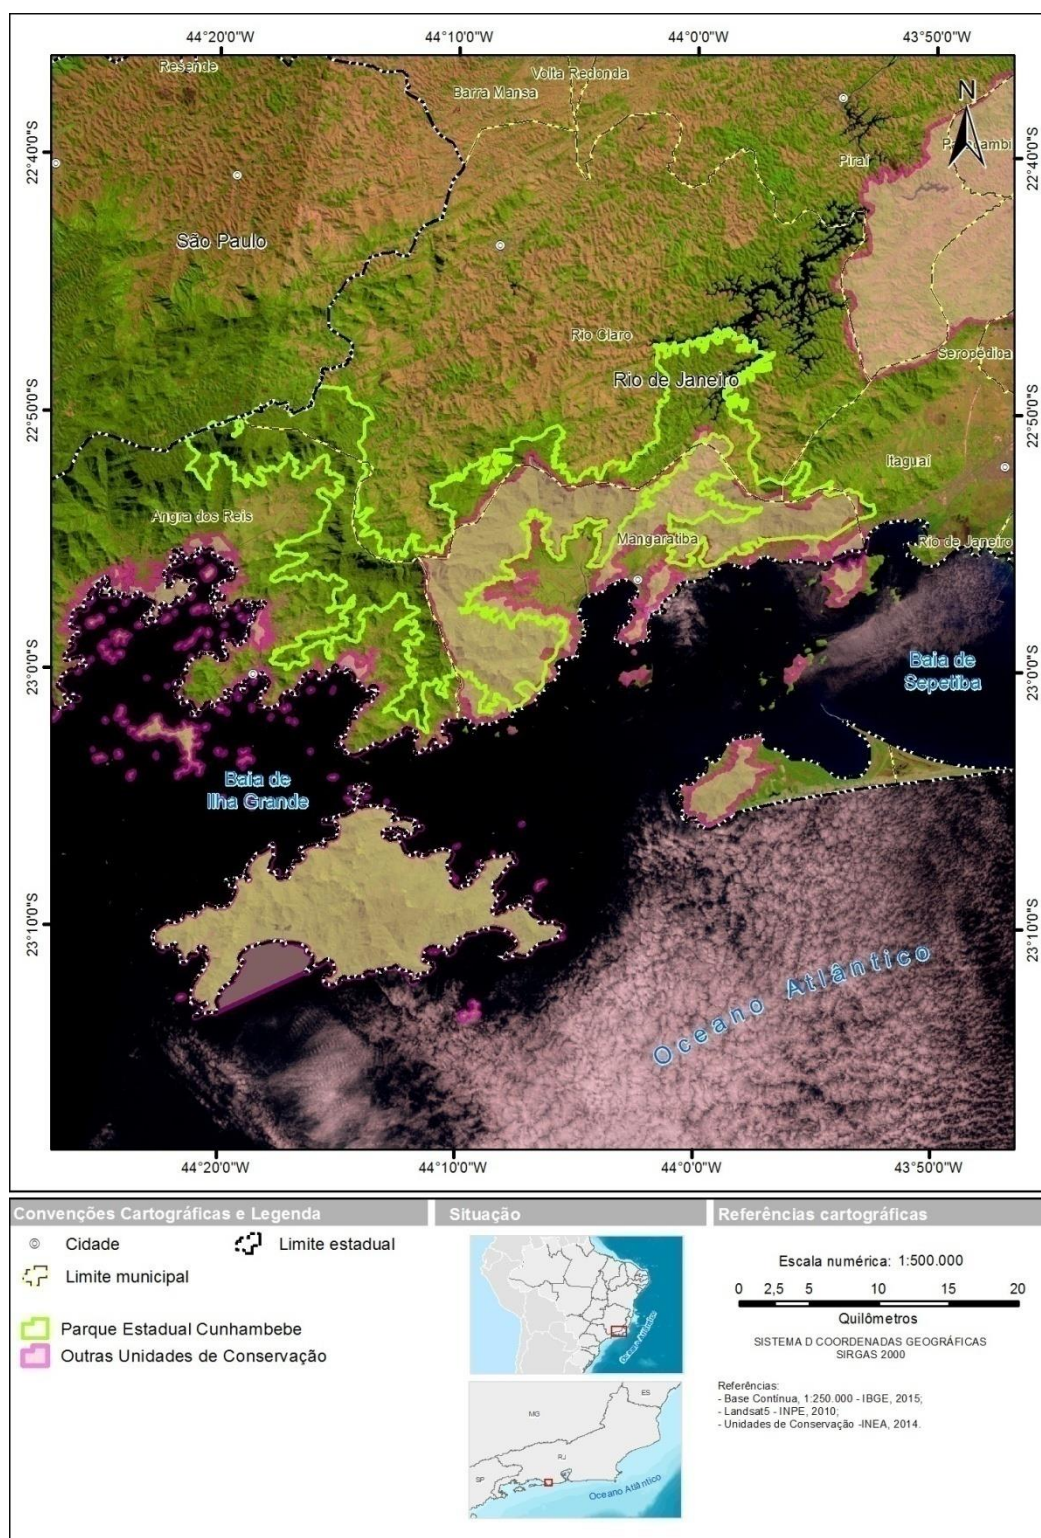 44°20'0"W 44°10'0"W 44°0'0"W 43°50'0"W
Resende
Volta Redonda
Barra Mansa
N
22°40'0"S
22°40'0"S
Piraí
Paracambi
São Paulo
Rio Claro
Seropédica
Rio de Janeiro
22°50'0"S
22°50'0"S
Itaguaí
Angra dos Reis
Mangaratiba
Rio de Janeiro
23°0'0"S
23°0'0"S
Baia de
Sepetiba
Baia de
Ilha Grande
23°10'0"S
23°10'0"S
Oceano Atlântico
44°20'0"W 44°10'0"W 44°0'0"W 43°50'0"W
Convenções Cartográficas e Legenda
Cidade
Limite estadual
Limite municipal
Parque Estadual Cunhambebe
Outras Unidades de Conservação
Situação
Oceano Atlântico
MG
ES
RJ
SP
Oceano Atlântico
Referências cartográficas
Escala numérica: 1:500.000
0 2,5 5 10 15 20
Quilômetros
SISTEMA D COORDENADAS GEOGRÁFICAS
SIRGAS 2000
Referências:
- Base Contínua, 1:250.000 - IBGE, 2015;
- Landsat5 - INPE, 2010;
- Unidades de Conservação -INEA, 2014.